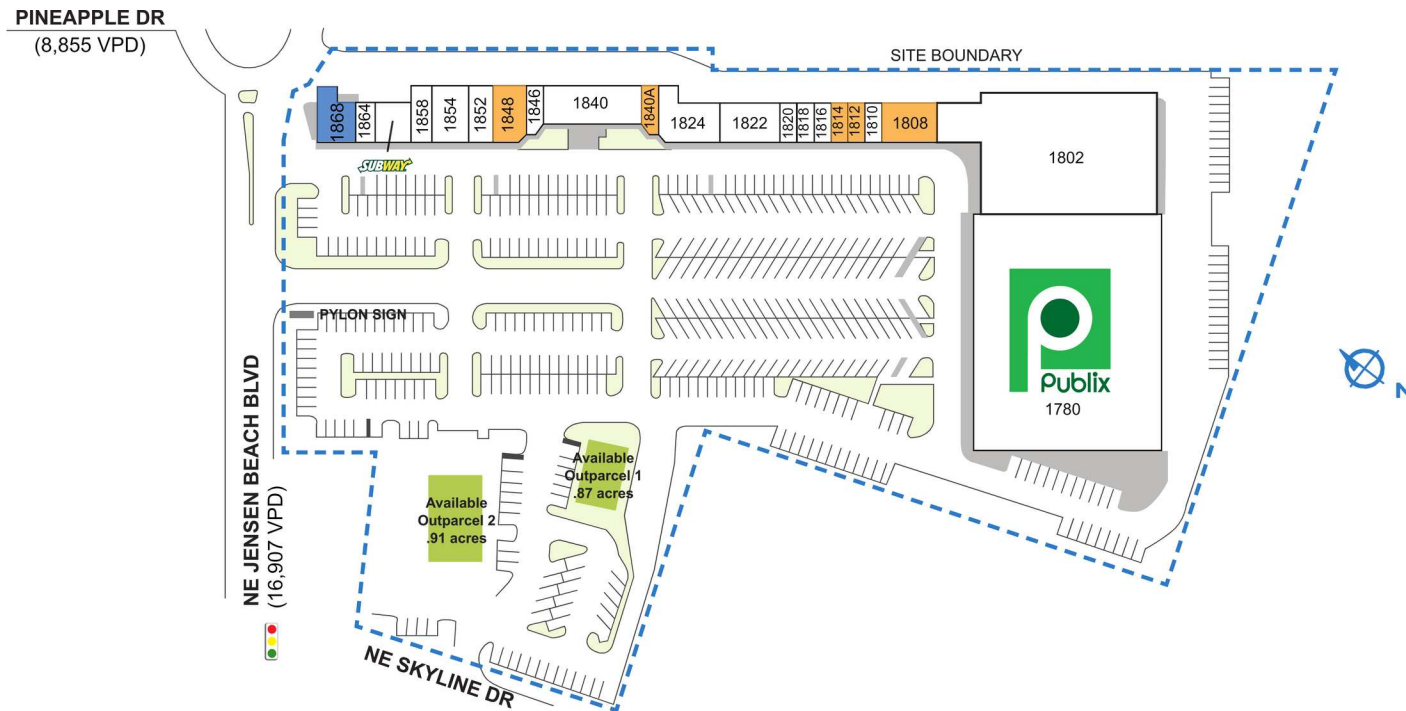 PINEAPPLE DR
(8,855 VPD)
SITE BOUNDARY
1868
1864
SUBWAY
1858
1854
1852
1848
1846
1840
1840A
1824
1822
1820
1818
1816
1814
1812
1810
1808
1802
PYLON SIGN
Publix
1780
N
NE JENSEN BEACH BLVD
(16,907 VPD)
Available
Outparcel 1
.87 acres
Available
Outparcel 2
.91 acres
NE SKYLINE DR